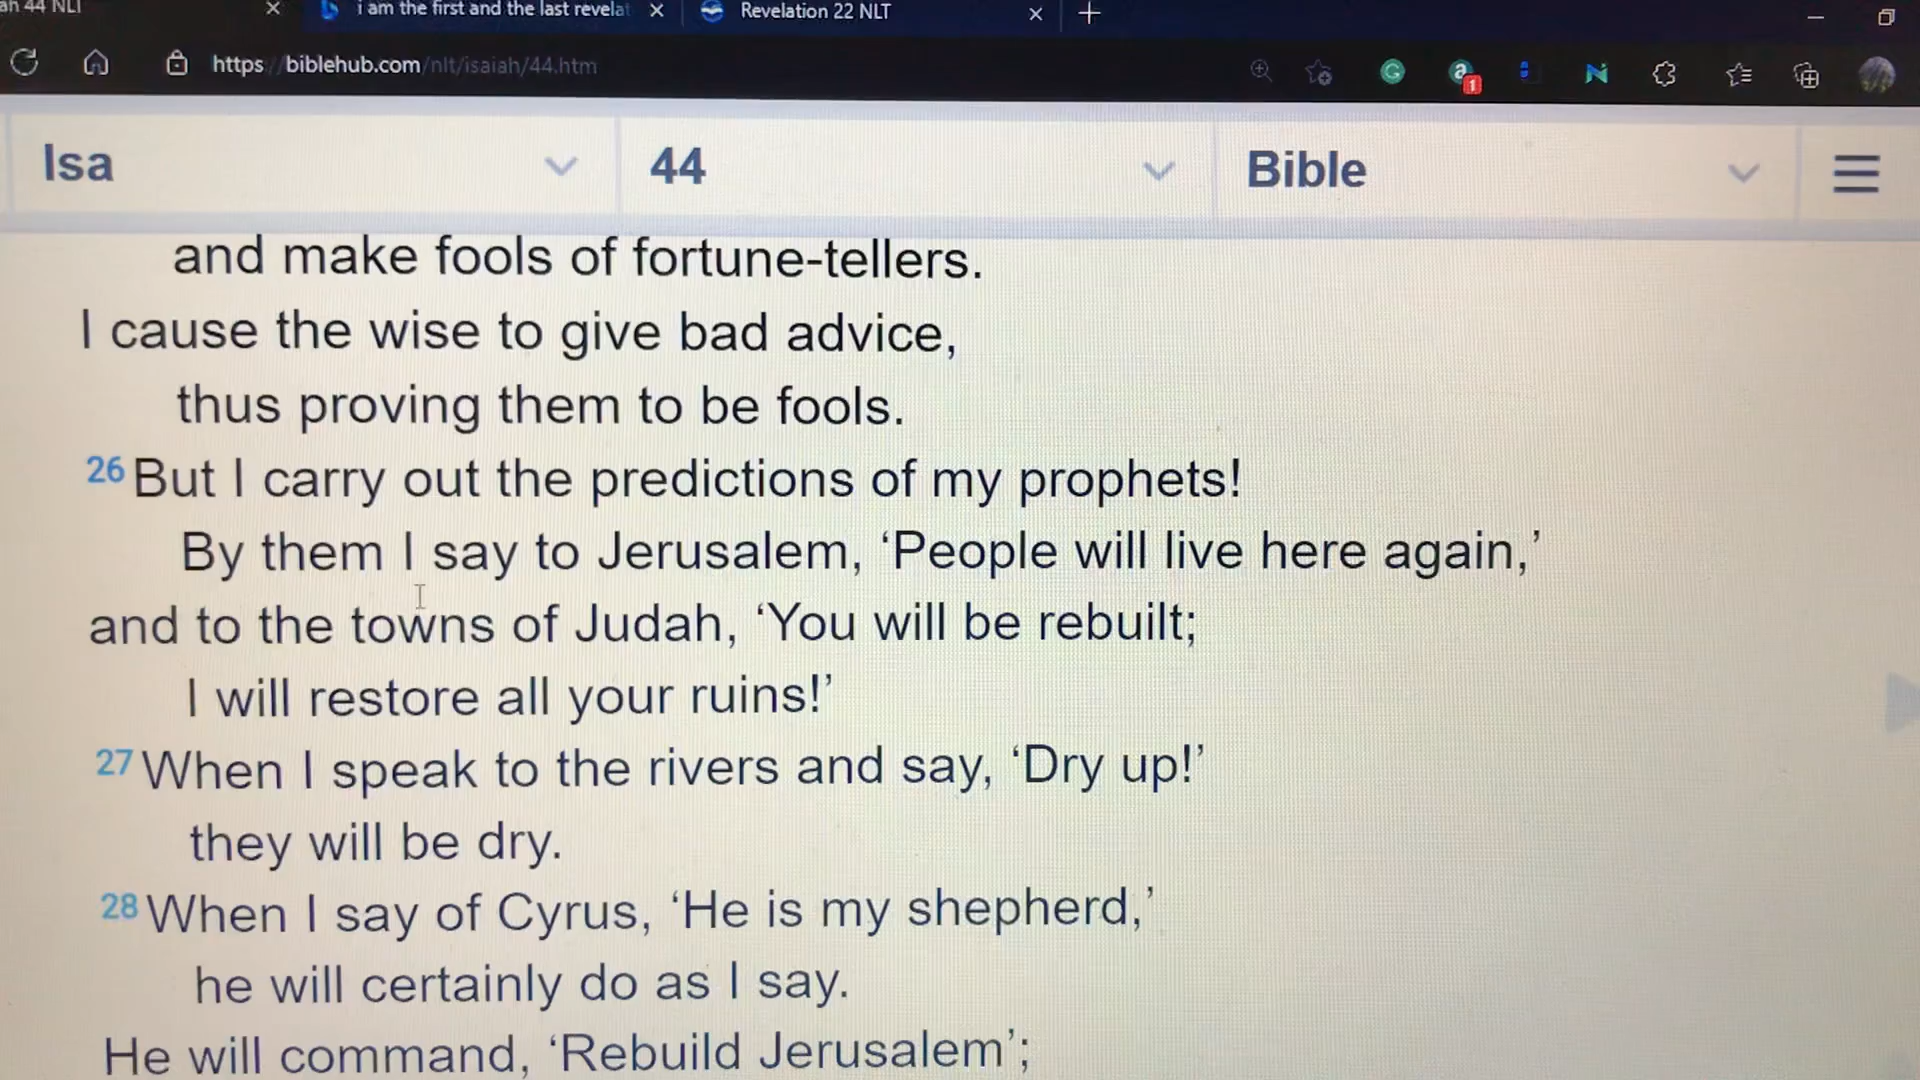 ah 44 NLT
i am the first and the last revelat
Revelation 22 NLT
https biblehub.com/nlt/isaiah/44.htm
1
Isa
44
Bible
and make fools of fortune-tellers.
I cause the wise to give bad advice,
thus proving them to be fools.
26 But I carry out the predictions of my prophets!
By them I say to Jerusalem, ‘People will live here again,’
and to the towns of Judah, ‘You will be rebuilt;
I will restore all your ruins!’
27 When I speak to the rivers and say, ‘Dry up!’
they will be dry.
28 When I say of Cyrus, ‘He is my shepherd,’
he will certainly do as I say.
He will command, ‘Rebuild Jerusalem’;